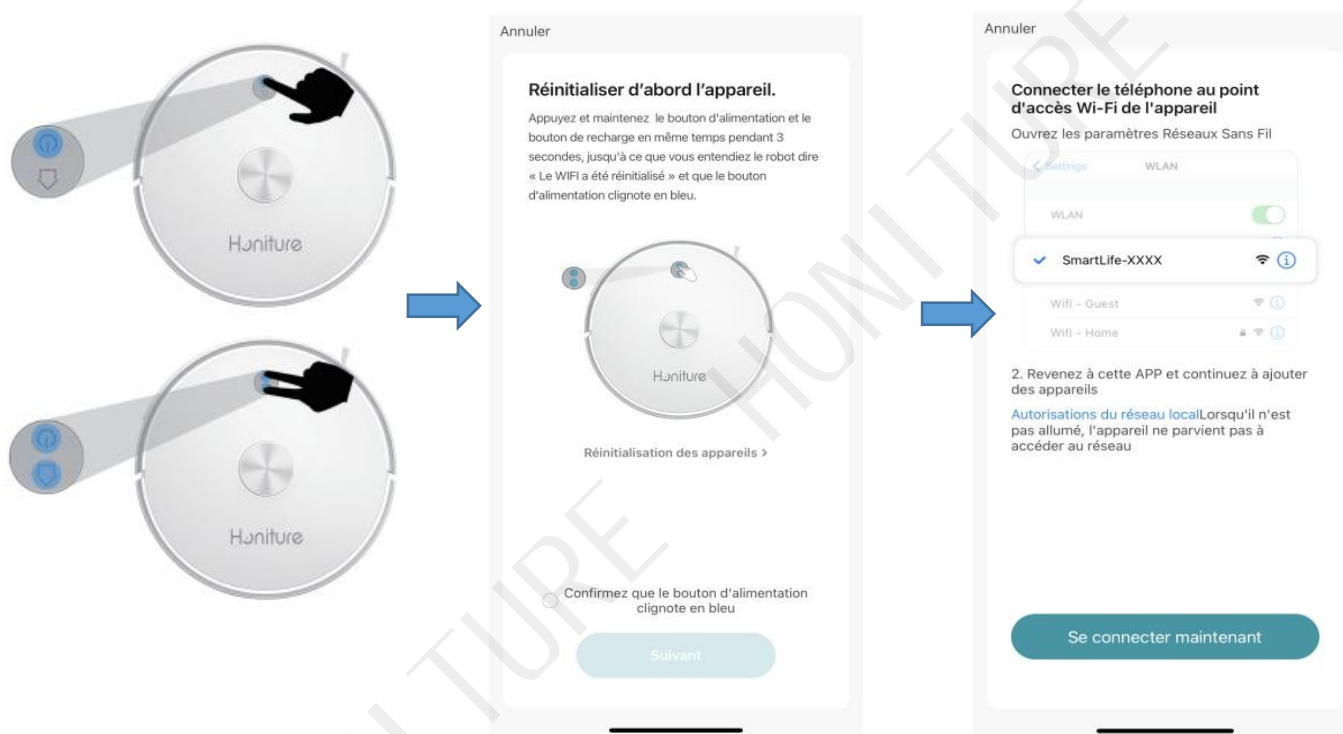 Honiture
Honiture
Annuler
Réinitialiser d'abord l'appareil.
Appuyez et maintenez le bouton d'alimentation et le
bouton de recharge en même temps pendant 3
secondes, jusqu'à ce que vous entendiez le robot dire
« Le WIFI a été réinitialisé » et que le bouton
d'alimentation clignote en bleu.
Honiture
Réinitialisation des appareils >
Confirmez que le bouton d'alimentation
clignote en bleu
Suivant
Annuler
Connecter le téléphone au point
d'accès Wi-Fi de l'appareil
Ouvrez les paramètres Réseaux Sans Fil
Settings WLAN
WLAN
SmartLife-XXXX
Wifi - Guest
Wifi - Home
2. Revenez à cette APP et continuez à ajouter
des appareils
Autorisations du réseau localLorsqu'il n'est
pas allumé, l'appareil ne parvient pas à
accéder au réseau
Se connecter maintenant
HONITURE